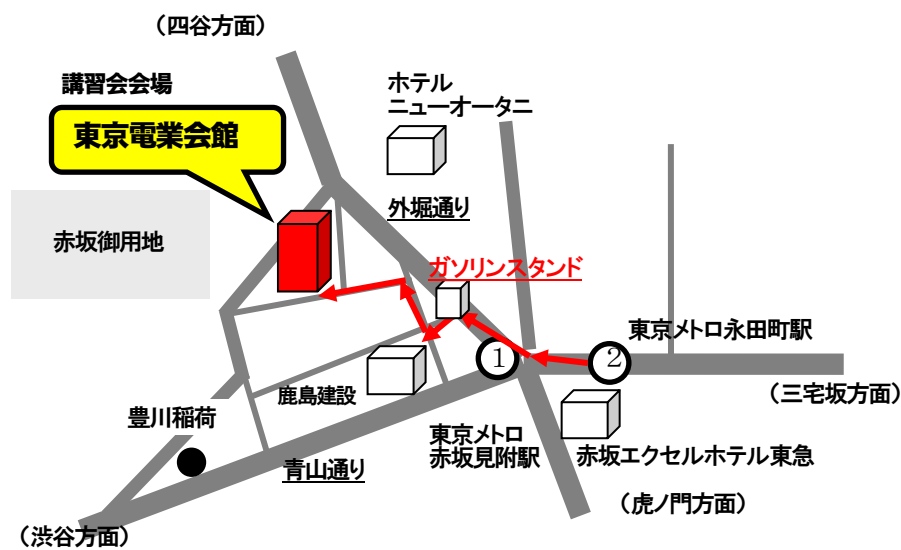 （四谷方面）
講習会会場
東京電業会館
ホテル
ニューオータニ
外堀通り
赤坂御用地
ガソリンスタンド
東京メトロ永田町駅
1
2
鹿島建設
（三宅坂方面）
豊川稲荷
東京メトロ
赤坂見附駅
赤坂エクセルホテル東急
青山通り
（虎ノ門方面）
（渋谷方面）